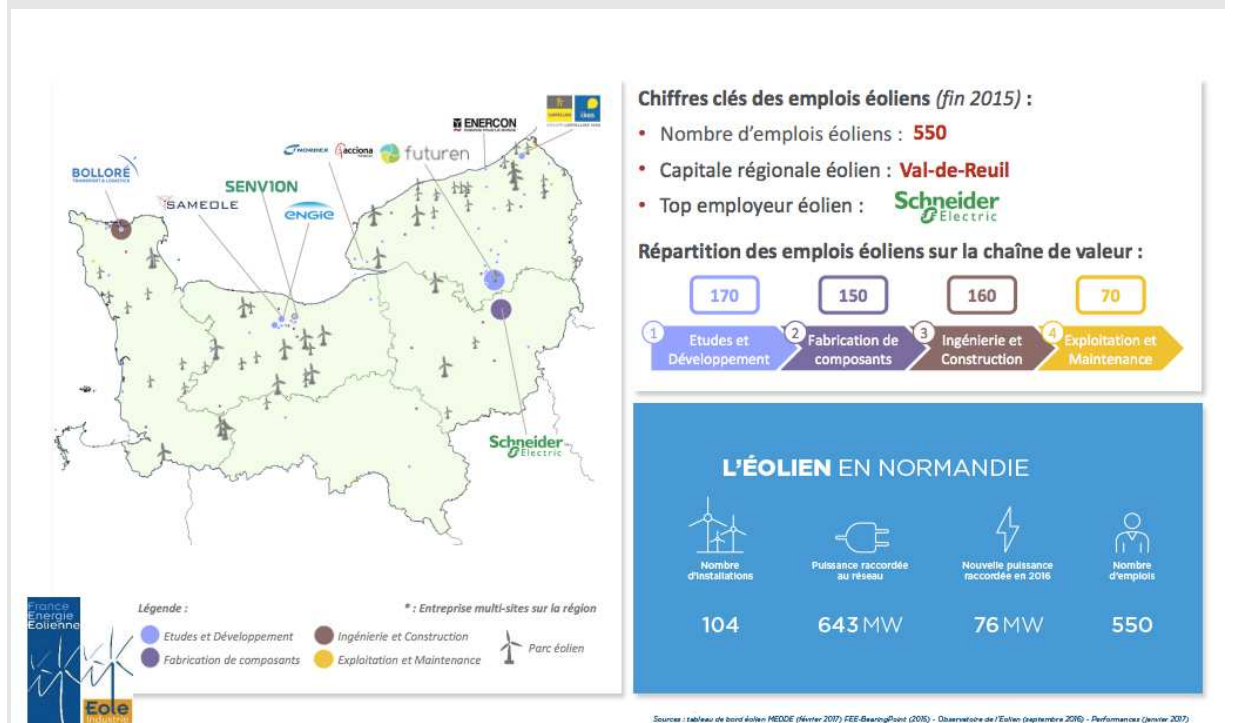 BOLLORÉ
TRANSPORT & LOGISTICS
SAMEOLE
SENVION
ENGIE
NORDEX
acciona
futuren
ENERCON
Schneider
Electric
Légende :
* : Entreprise multi-sites sur la région
Etudes et Développement
Ingénierie et Construction
Fabrication de composants
Exploitation et Maintenance
Parc éolien
France
Energie
Eolienne
Eole
Industrie
Chiffres clés des emplois éoliens (fin 2015) :
• Nombre d'emplois éoliens : 550
• Capitale régionale éolien : Val-de-Reuil
• Top employeur éolien : Schneider Electric
Répartition des emplois éoliens sur la chaîne de valeur :
170 150 160 70
1 Etudes et Développement
2 Fabrication de composants
3 Ingénierie et Construction
4 Exploitation et Maintenance
L'ÉOLIEN EN NORMANDIE
Nombre d'installations
Puissance raccordée au réseau
Nouvelle puissance raccordée en 2016
Nombre d'emplois
104 643 MW 76 MW 550
Sources : tableau de bord éolien MEDDE (février 2017) FEE-BearingPoint (2015) - Observatoire de l'Eolien (septembre 2016) - Performances (janvier 2017)